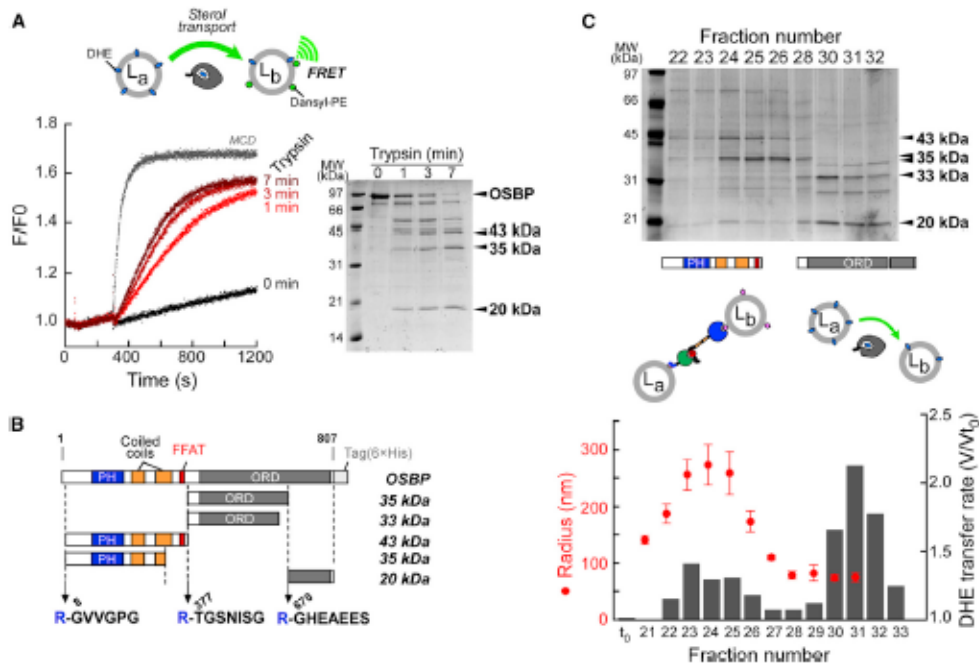 A
Sterol
transport
DHE
La
Lb
FRET
Dansyl-PE
1.8
1.6
1.4
1.2
1.0
F/F0
MCD
Trypsin
7 min
3 min
1 min
0 min
0
400
800
1200
Time (s)
Trypsin (min)
MW
(kDa)
0 1 3 7
97
66
45
31
21
14
OSBP
43 kDa
35 kDa
20 kDa
B
1
807
Coiled
coils
FFAT
Tag(6×His)
PH
ORD
OSBP
ORD
35 kDa
ORD
33 kDa
PH
43 kDa
PH
35 kDa
20 kDa
8
377
670
R-GVVGPG
R-TGSNISG
R-GHEAEES
C
Fraction number
MW
(kDa)
22 23 24 25 26 28 30 31 32
97
66
45
31
21
43 kDa
35 kDa
33 kDa
20 kDa
PH
ORD
Lb
La
La
Lb
300
200
100
0
Radius (nm)
2.5
2.0
1.5
1.0
DHE transfer rate (V/Vt0)
t0 21 22 23 24 25 26 27 28 29 30 31 32 33
Fraction number